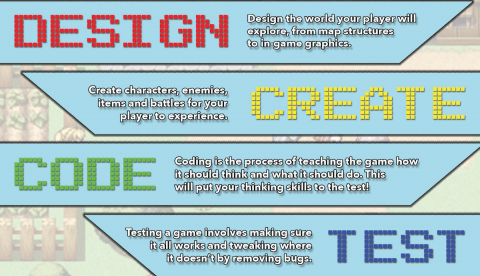 DESIGN
Design the world your player will
explore, from map structures
to in game graphics.
Create characters, enemies,
items and battles for your
player to experience.
CREATE
CODE
Coding is the process of teaching the game how
it should think and what it should do. This
will put your thinking skills to the test!
Testing a game involves making sure
it all works and tweaking where
it doesn't by removing bugs.
TEST